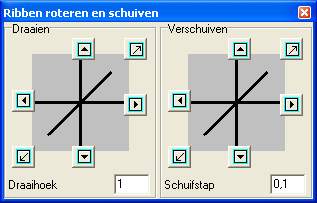 Ribben roteren en schuiven
Draaien
Verschuiven
Draaihoek 1
Schuifstap 0,1